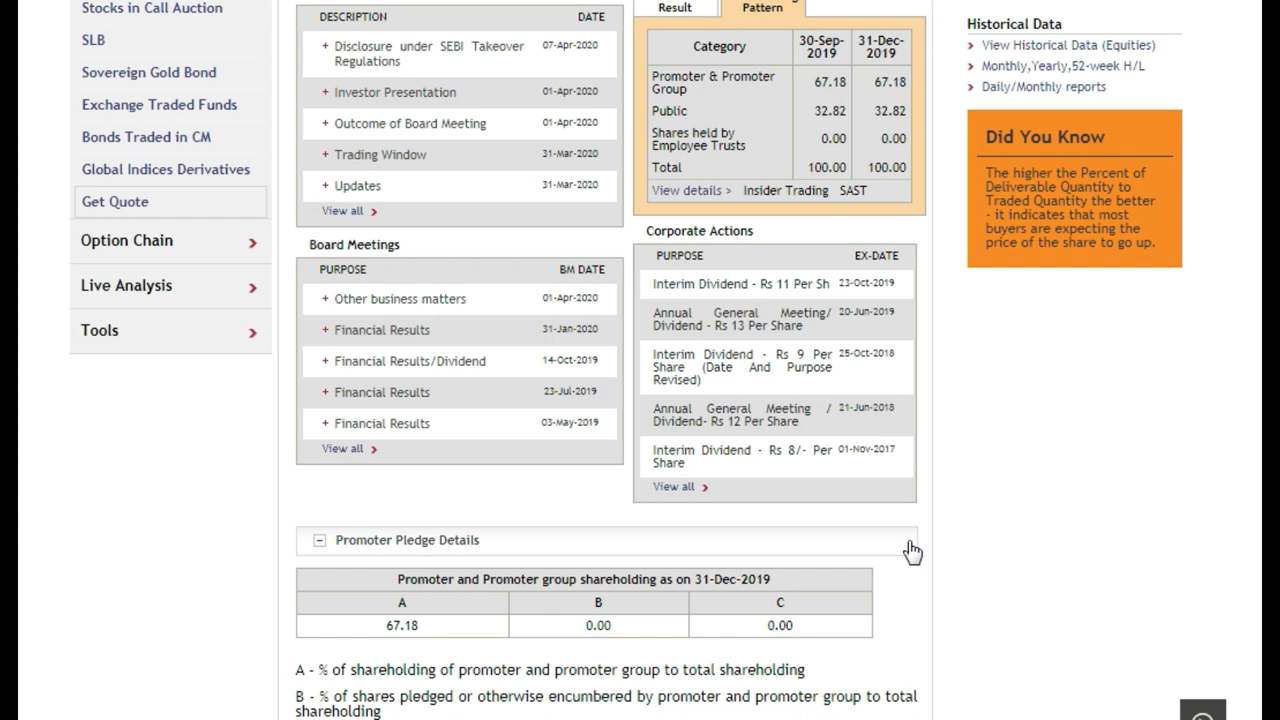 Stocks in Call Auction
SLB
Sovereign Gold Bond
Exchange Traded Funds
Bonds Traded in CM
Global Indices Derivatives
Get Quote
Option Chain
Live Analysis
Tools
DESCRIPTION DATE
+ Disclosure under SEBI Takeover 07-Apr-2020
Regulations
+ Investor Presentation 01-Apr-2020
+ Outcome of Board Meeting 01-Apr-2020
+ Trading Window 31-Mar-2020
+ Updates 31-Mar-2020
View all >
Board Meetings
PURPOSE BM DATE
+ Other business matters 01-Apr-2020
+ Financial Results 31-Jan-2020
+ Financial Results/Dividend 14-Oct-2019
+ Financial Results 23-Jul-2019
+ Financial Results 03-May-2019
View all >
Result Pattern
Category 30-Sep-2019 31-Dec-2019
Promoter & Promoter
Group 67.18 67.18
Public 32.82 32.82
Shares held by
Employee Trusts 0.00 0.00
Total 100.00 100.00
View details > Insider Trading SAST
Corporate Actions
PURPOSE EX-DATE
Interim Dividend - Rs 11 Per Sh 23-Oct-2019
Annual General Meeting/ 20-Jun-2019
Dividend - Rs 13 Per Share
Interim Dividend - Rs 9 Per 25-Oct-2018
Share (Date And Purpose
Revised)
Annual General Meeting / 21-Jun-2018
Dividend- Rs 12 Per Share
Interim Dividend - Rs 8/- Per 01-Nov-2017
Share
View all >
Historical Data
> View Historical Data (Equities)
> Monthly,Yearly,52-week H/L
> Daily/Monthly reports
Did You Know
The higher the Percent of
Deliverable Quantity to
Traded Quantity the better
- it indicates that most
buyers are expecting the
price of the share to go up.
Promoter Pledge Details
Promoter and Promoter group shareholding as on 31-Dec-2019
A B C
67.18 0.00 0.00
A - % of shareholding of promoter and promoter group to total shareholding
B - % of shares pledged or otherwise encumbered by promoter and promoter group to total
shareholding